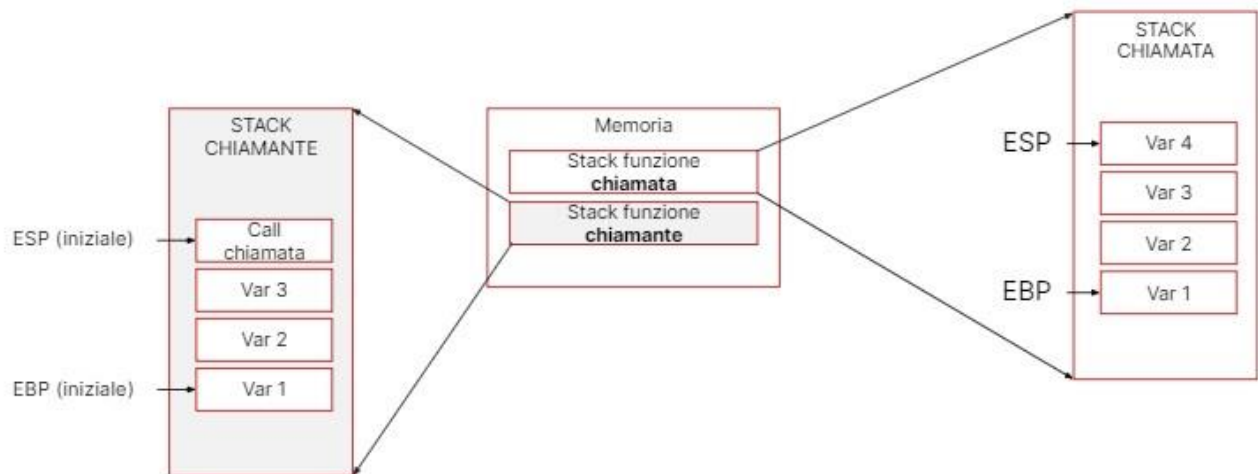 STACK
CHIAMANTE
ESP (iniziale)
Call
chiamata
Var 3
Var 2
EBP (iniziale)
Var 1
Memoria
Stack funzione
chiamata
Stack funzione
chiamante
STACK
CHIAMATA
ESP
Var 4
Var 3
Var 2
EBP
Var 1